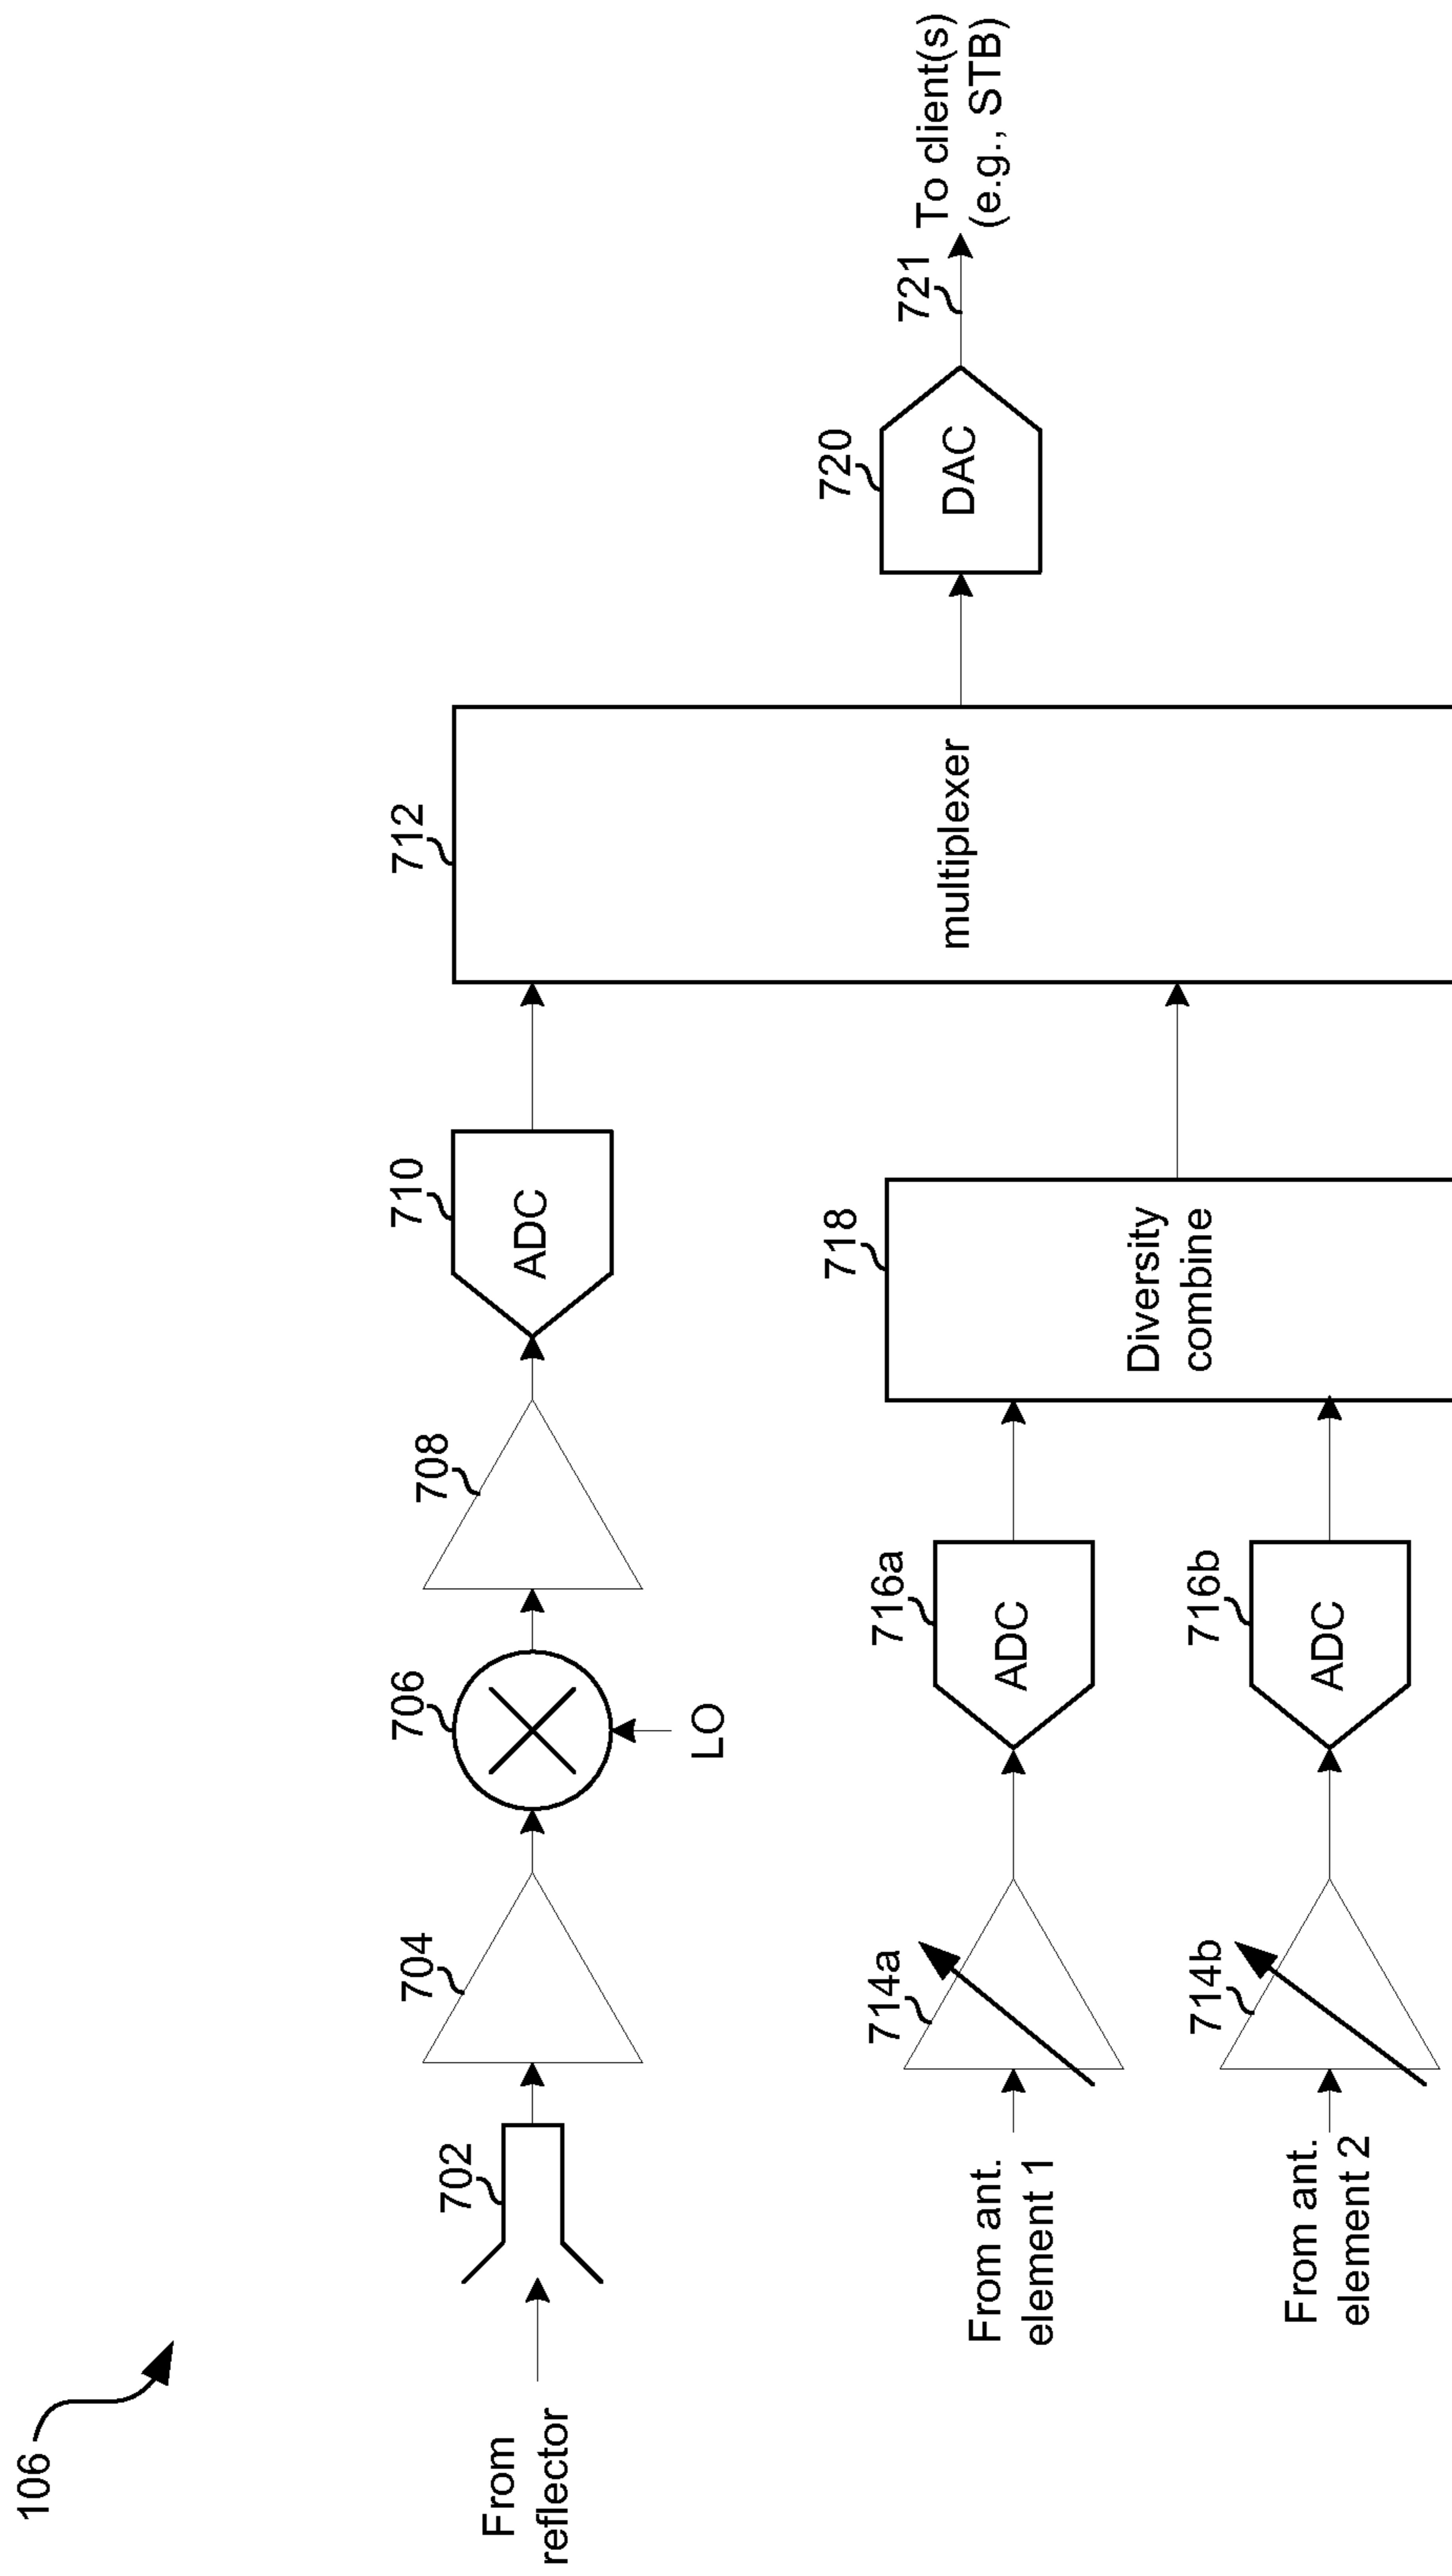 106
From
reflector
702
704
706
LO
708
710
ADC
712
multiplexer
720
DAC
721
To client(s)
(e.g., STB)
From ant.
element 1
714a
716a
ADC
718
Diversity
combine
From ant.
element 2
714b
716b
ADC